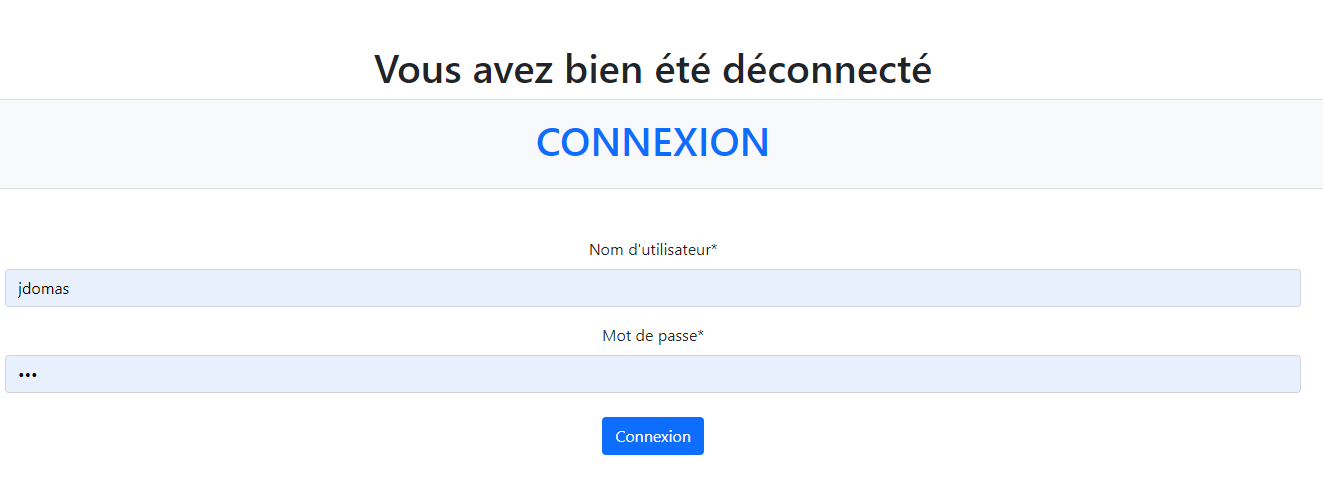 Vous avez bien été déconnecté
CONNEXION
Nom d'utilisateur*
jdomas
Mot de passe*
•••
Connexion